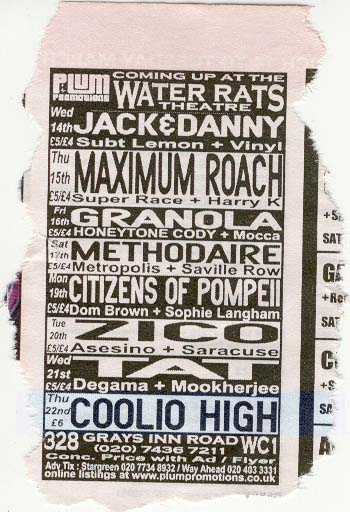 PLUM PROMOTIONS
COMING UP AT THE
WATER RATS
THEATRE
Wed 14th £5/£4 JACK&DANNY
Subt Lemon + Vinyl
Thu 15th £5/£4 MAXIMUM ROACH
Super Race + Harry K
Fri 16th £5/£4 GRANOLA
HONEYTONE CODY + Mocca
Sat 17th £5/£4 METHODAIRE
Metropolis + Saville Row
Mon 19th £5/£4 CITIZENS OF POMPEII
Dom Brown + Sophie Langham
Tue 20th £5/£4 ZICO
Asesino + Saracuse
Wed 21st £5/£4 TAT
Degama + Mookherjee
Thu 22nd £6 COOLIO HIGH
328 GRAYS INN ROAD WC1
(020) 7436 7211
Conc. Price with Ad / Flyer
Adv Tix : Stargreen 020 7734 8932 / Way Ahead 020 403 3331
online listings at www.plumpromotions.co.uk
SAT